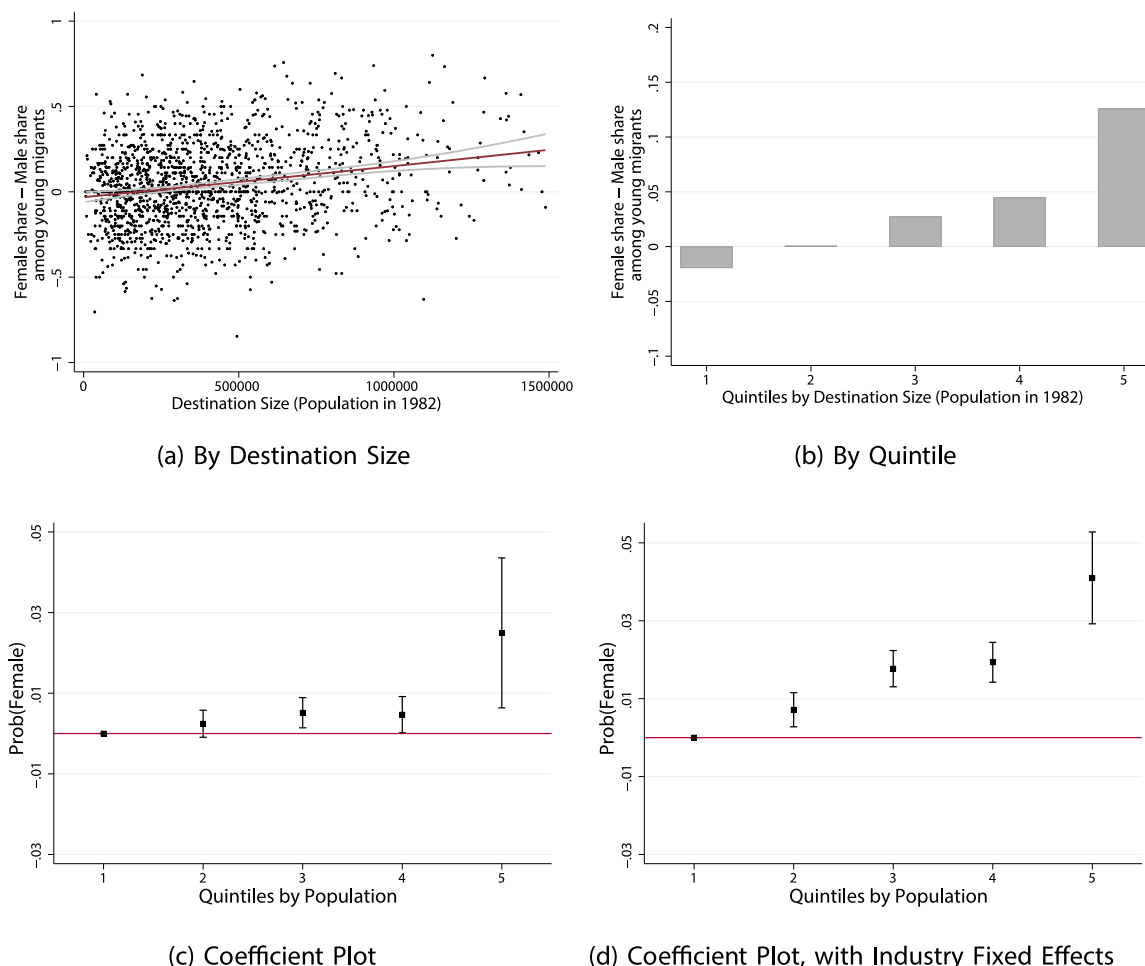 Female share – Male share
among young migrants
1
.5
0
-.5
-1
0
500000
1000000
1500000
Destination Size (Population in 1982)
(a) By Destination Size
Female share – Male share
among young migrants
.2
.15
.1
.05
0
-.05
-.1
1
2
3
4
5
Quintiles by Destination Size (Population in 1982)
(b) By Quintile
Prob(Female)
.05
.03
.01
-.01
-.03
1
2
3
4
5
Quintiles by Population
(c) Coefficient Plot
Prob(Female)
.05
.03
.01
-.01
-.03
1
2
3
4
5
Quintiles by Population
(d) Coefficient Plot, with Industry Fixed Effects